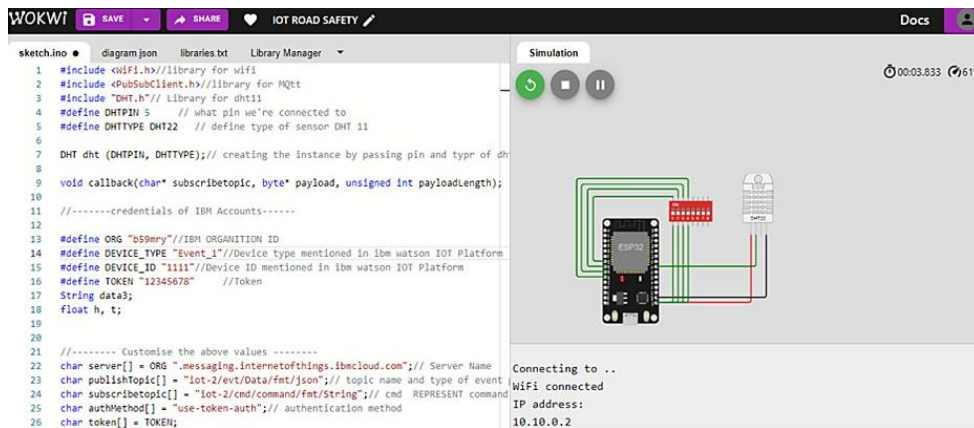 WOKWI SAVE SHARE IOT ROAD SAFETY Docs
sketch.ino diagram.json libraries.txt Library Manager
Simulation
00:03.833 61
1 #include <WiFi.h>//library for wifi
2 #include <PubSubClient.h>//library for MQtt
3 #include "DHT.h"// Library for dht11
4 #define DHTPIN 5 // what pin we're connected to
5 #define DHTTYPE DHT22 // define type of sensor DHT 11
6
7 DHT dht (DHTPIN, DHTTYPE);// creating the instance by passing pin and typr of dh
8
9 void callback(char* subscribetopic, byte* payload, unsigned int payloadLength);
10
11 //-------credentials of IBM Accounts------
12
13 #define ORG "b59mry"//IBM ORGANITION ID
14 #define DEVICE_TYPE "Event_1"//Device type mentioned in ibm watson IOT Platform
15 #define DEVICE_ID "1111"//Device ID mentioned in ibm watson IOT Platform
16 #define TOKEN "12345678" //Token
17 String data3;
18 float h, t;
19
20
21 //-------- Customise the above values --------
22 char server[] = ORG ".messaging.internetofthings.ibmcloud.com";// Server Name
23 char publishTopic[] = "iot-2/evt/Data/fmt/json";// topic name and type of event
24 char subscribetopic[] = "iot-2/cmd/command/fmt/String";// cmd REPRESENT command
25 char authMethod[] = "use-token-auth";// authentication method
26 char token[] = TOKEN;
ESP32
DHT22
Connecting to ..
WiFi connected
IP address:
10.10.0.2